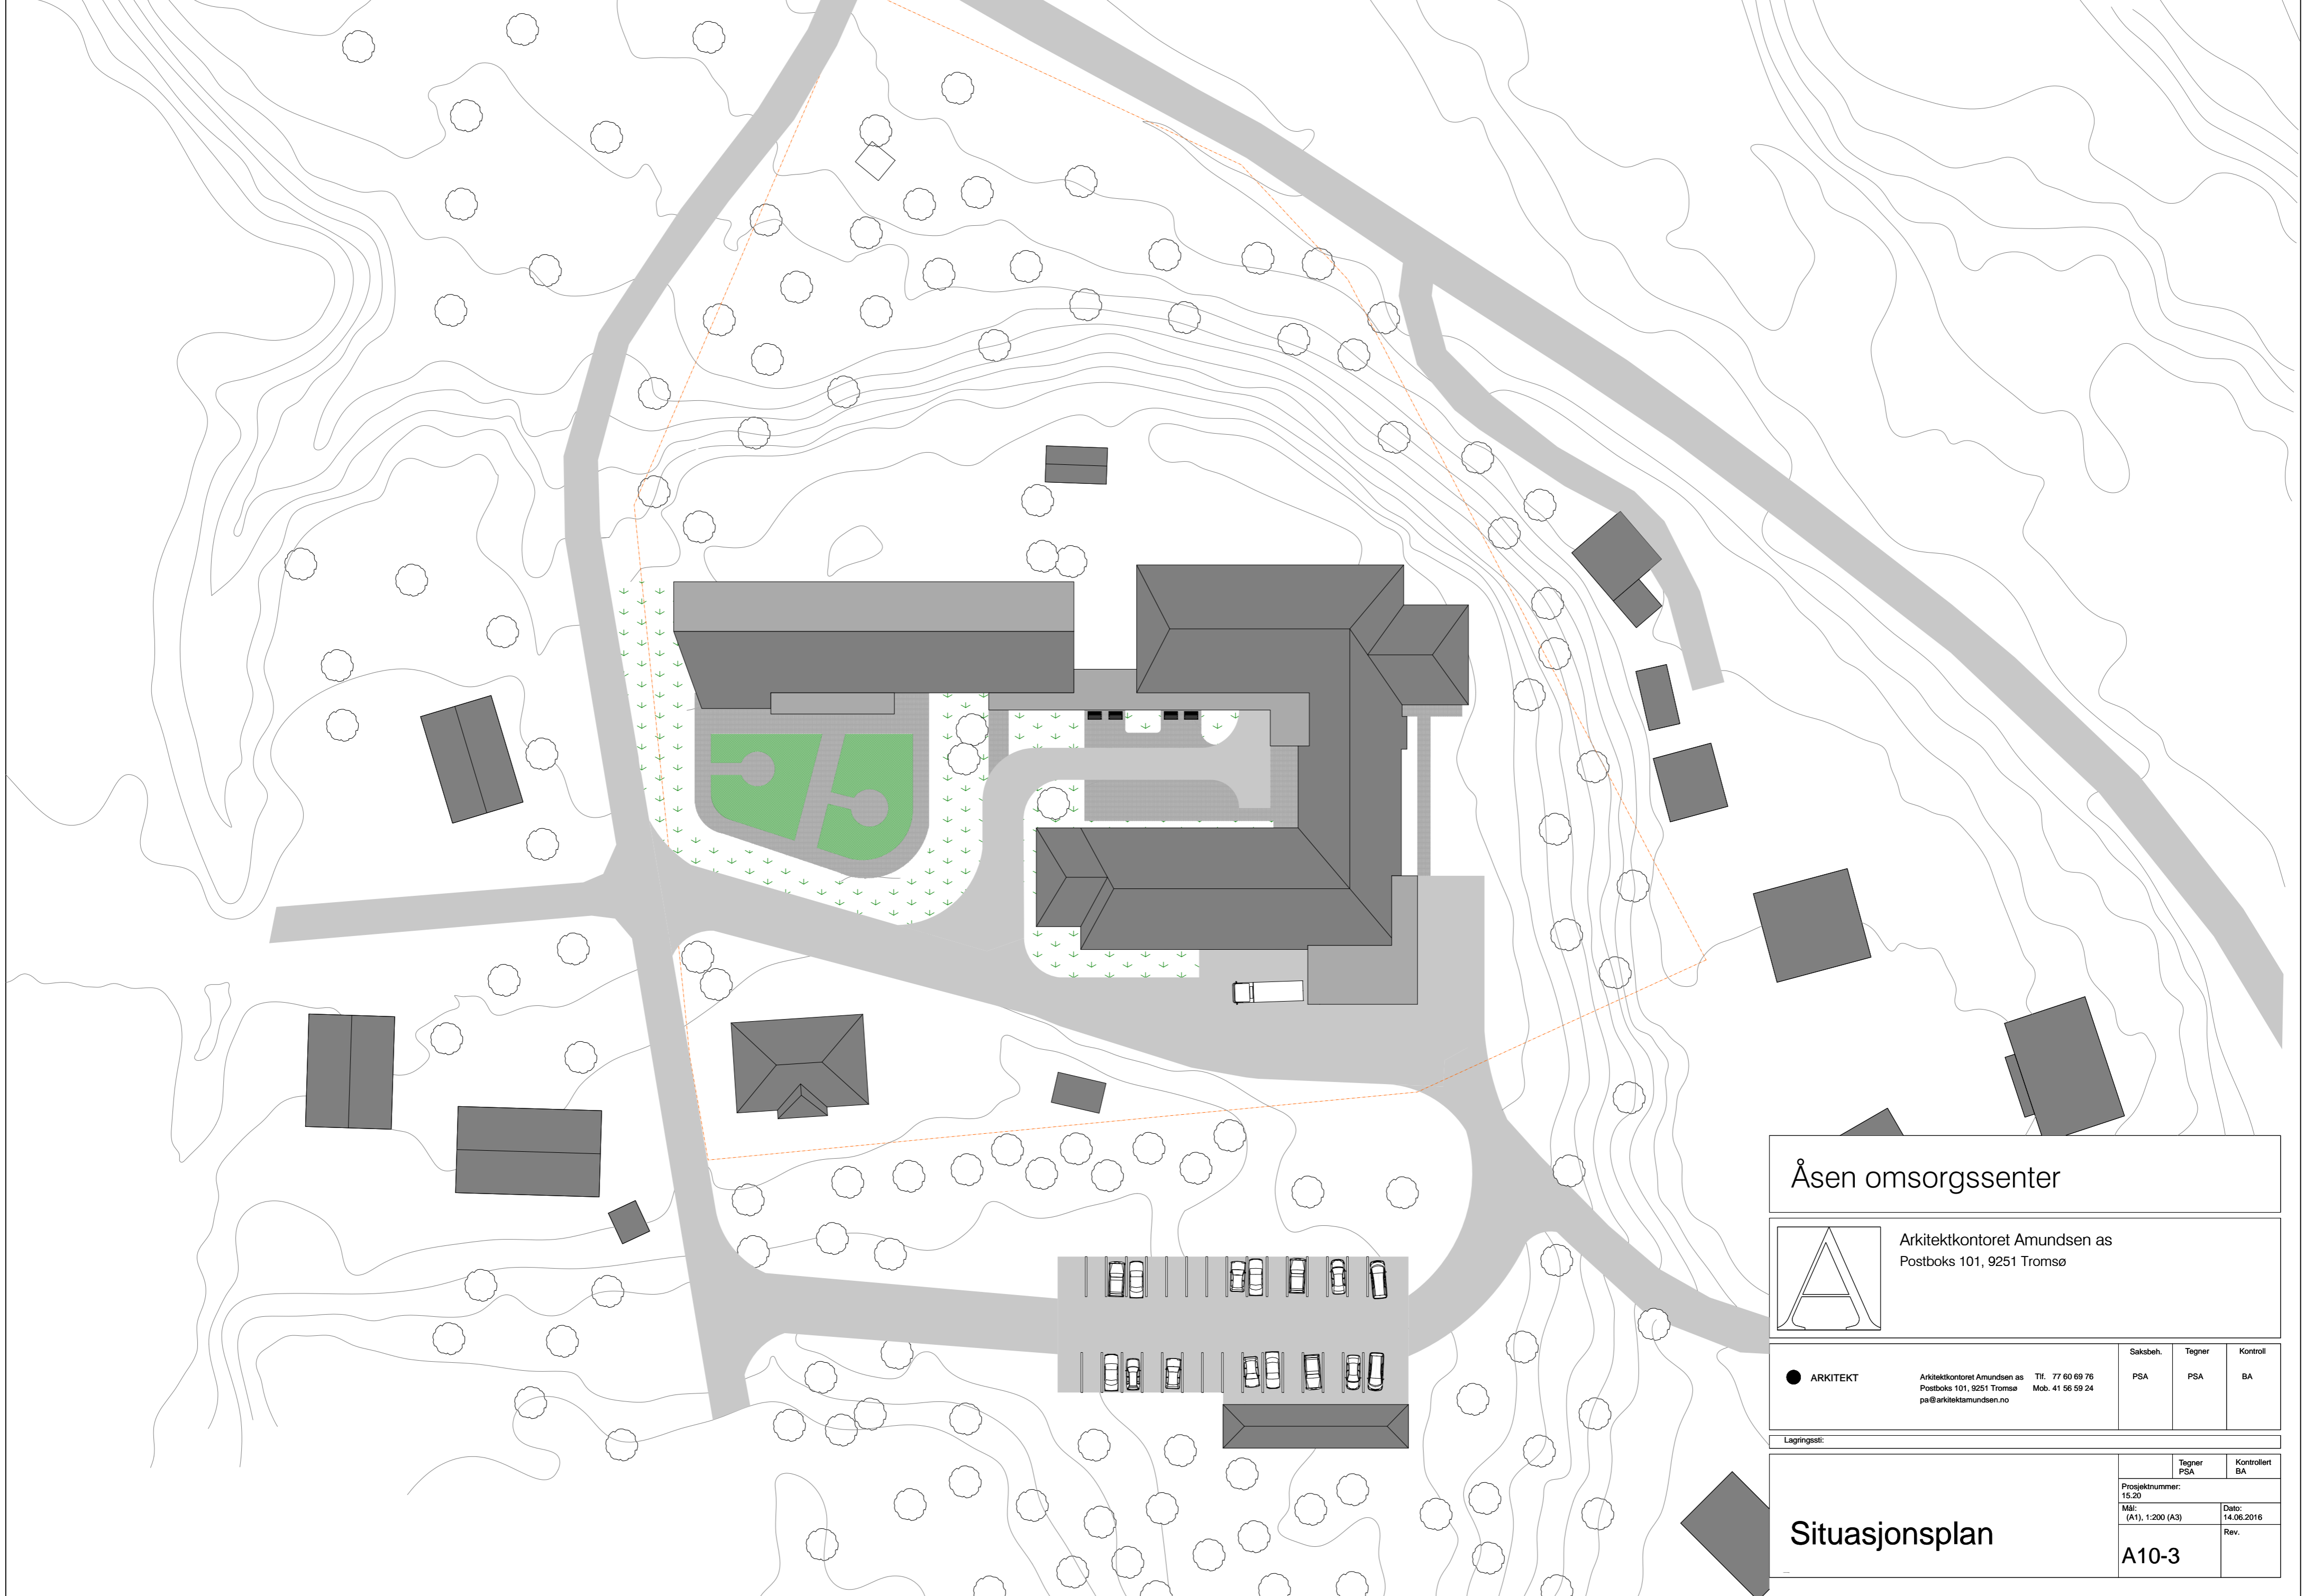 Åsen omsorgssenter
A
Arkitektkontoret Amundsen as
Postboks 101, 9251 Tromsø
ARKITEKT
Arkitektkontoret Amundsen as Tlf. 77 60 69 76
Postboks 101, 9251 Tromsø Mob. 41 56 59 24
pa@arkitektamundsen.no
Saksbeh. Tegner Kontroll
PSA PSA BA
Lagringssti:
Situasjonsplan
Tegner Kontrollert
PSA BA
Prosjektnummer:
15.20
Mål: Dato:
(A1), 1:200 (A3) 14.06.2016
Rev.
A10-3